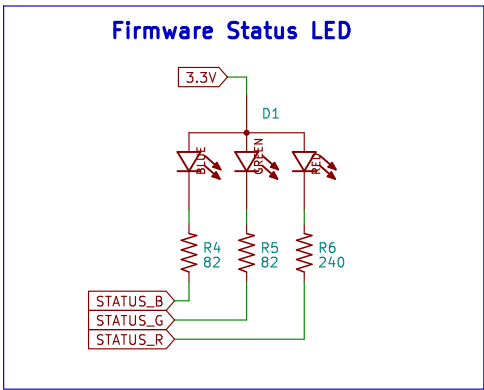 Firmware Status LED
3.3V
D1
BLUE
GREEN
RED
R4
82
R5
82
R6
240
STATUS_B
STATUS_G
STATUS_R